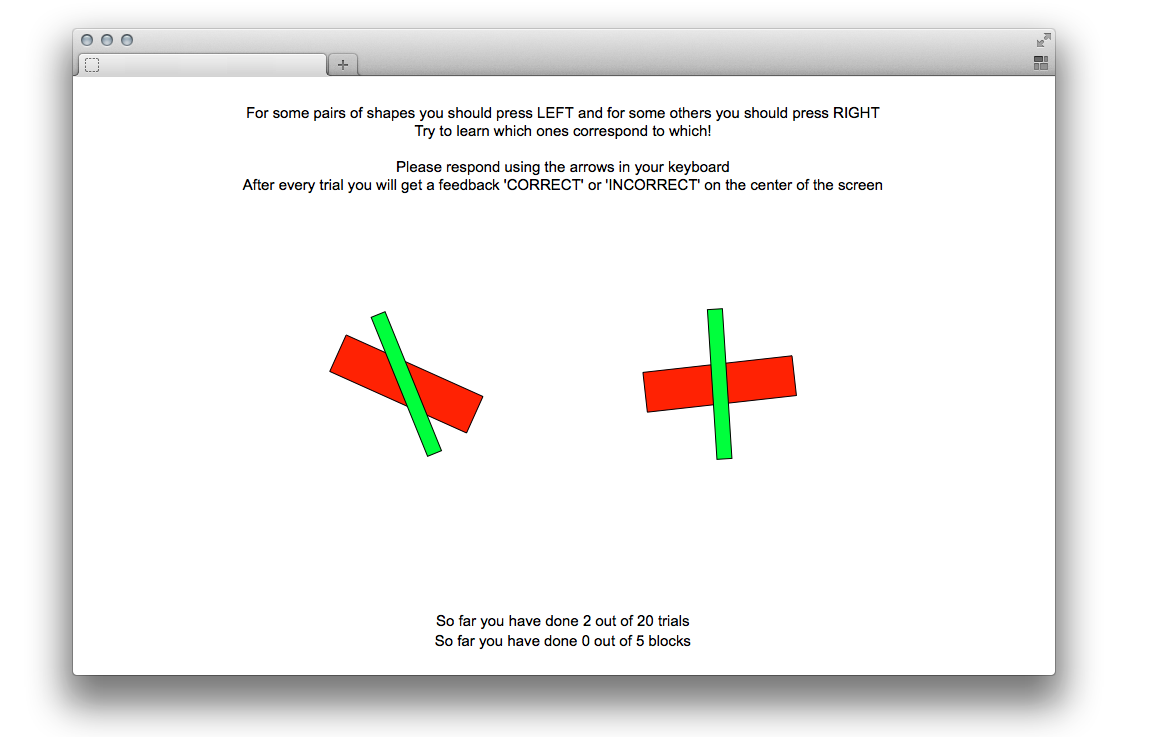 For some pairs of shapes you should press LEFT and for some others you should press RIGHT
Try to learn which ones correspond to which!
Please respond using the arrows in your keyboard
After every trial you will get a feedback 'CORRECT' or 'INCORRECT' on the center of the screen
So far you have done 2 out of 20 trials
So far you have done 0 out of 5 blocks